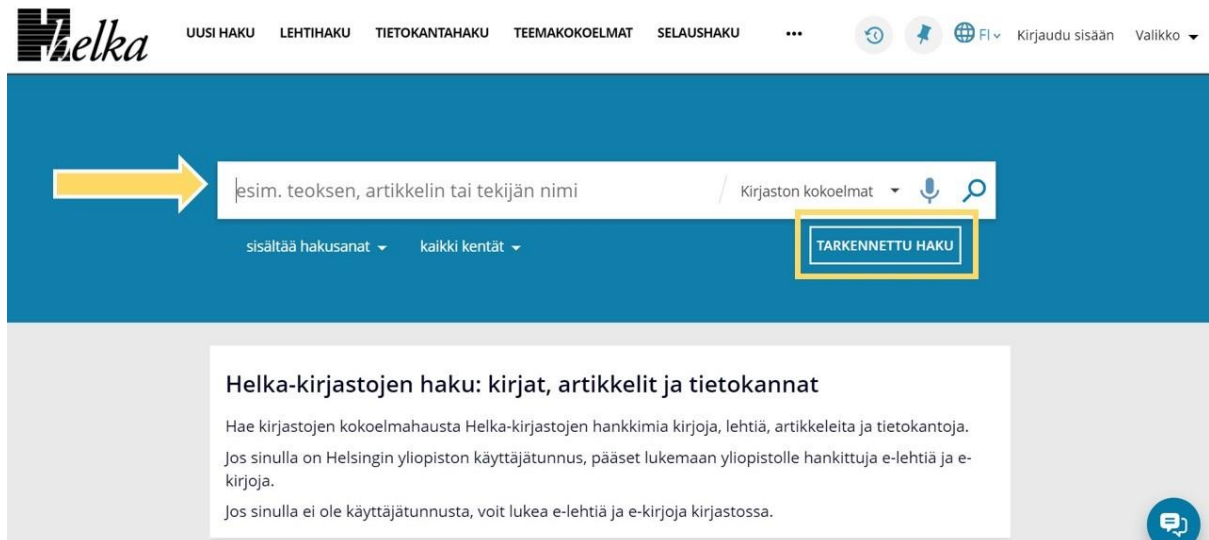 Helka
UUSI HAKU LEHTIHAKU TIETOKANTAHAKU TEEMAKOKOELMAT SELAUSHAKU ••• FI Kirjaudu sisään Valikko
esim. teoksen, artikkelin tai tekijän nimi Kirjaston kokoelmat
sisältää hakusanat kaikki kentät TARKENNETTU HAKU
Helka-kirjastojen haku: kirjat, artikkelit ja tietokannat
Hae kirjastojen kokoelmahausta Helka-kirjastojen hankkimia kirjoja, lehtiä, artikkeleita ja tietokantoja.
Jos sinulla on Helsingin yliopiston käyttäjätunnus, pääset lukemaan yliopistolle hankittuja e-lehtiä ja e-
kirjoja.
Jos sinulla ei ole käyttäjätunnusta, voit lukea e-lehtiä ja e-kirjoja kirjastossa.